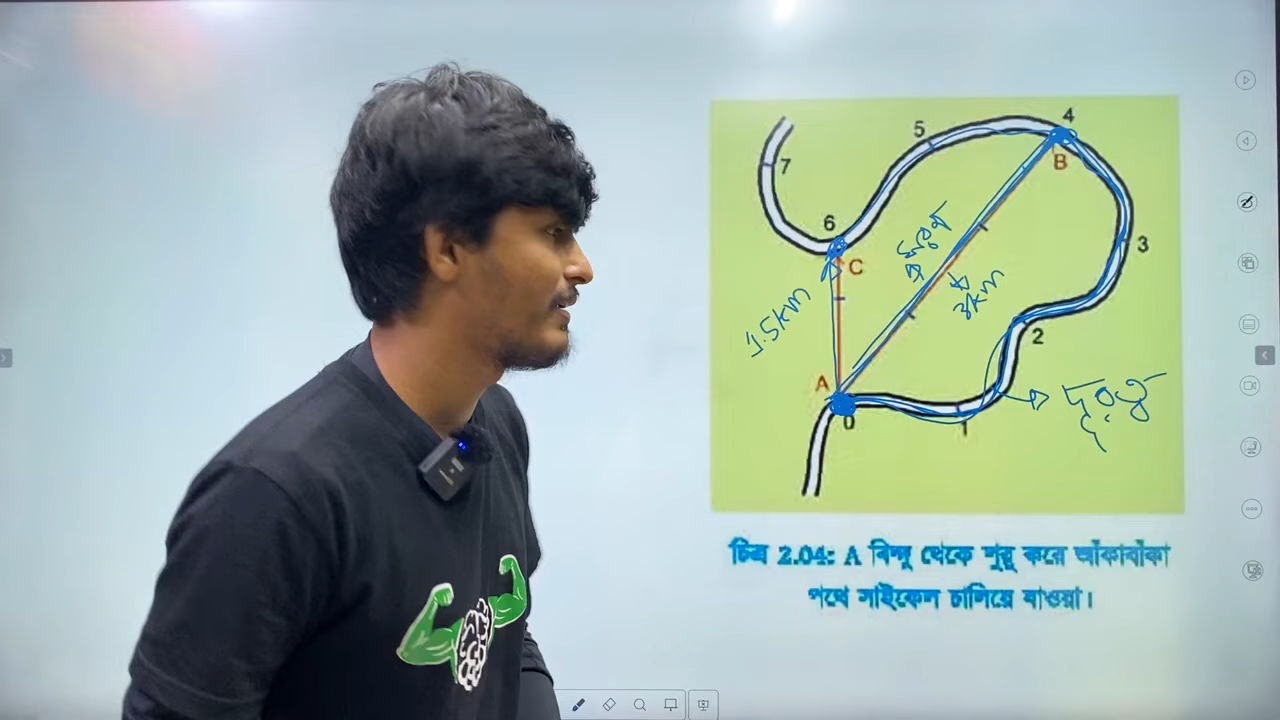 4
5
7
B
6
3
সরণ
C
3km
1.5km
2
A
দূরত্ব
0
1
চিত্র 2.04: A বিন্দু থেকে শুরু করে আঁকাবাঁকা
পথে সাইকেল চালিয়ে যাওয়া।